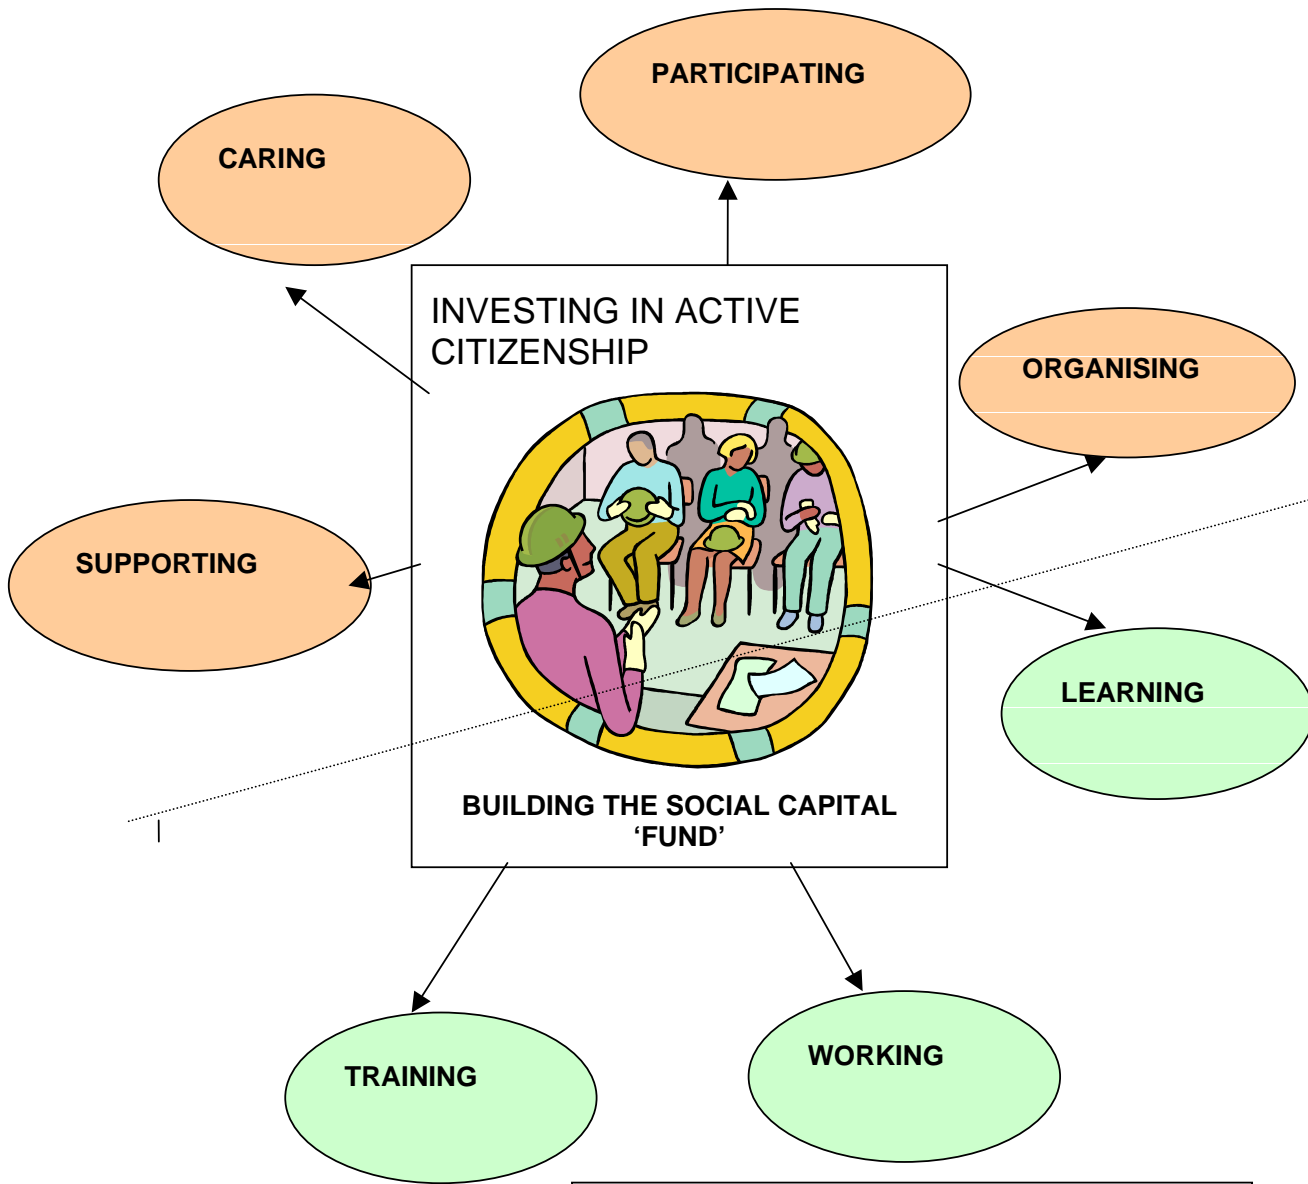 PARTICIPATING
CARING
INVESTING IN ACTIVE
CITIZENSHIP
ORGANISING
SUPPORTING
LEARNING
BUILDING THE SOCIAL CAPITAL
‘FUND’
TRAINING
WORKING